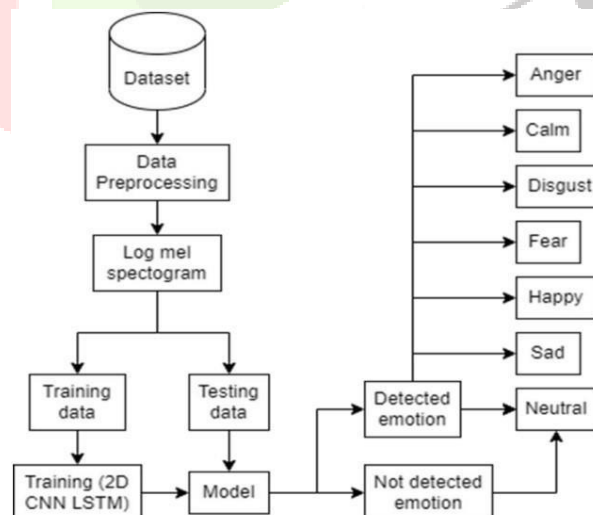 Dataset
Data
Preprocessing
Log mel
spectogram
Training
data
Testing
data
Training (2D
CNN LSTM)
Model
Detected
emotion
Not detected
emotion
Anger
Calm
Disgust
Fear
Happy
Sad
Neutral